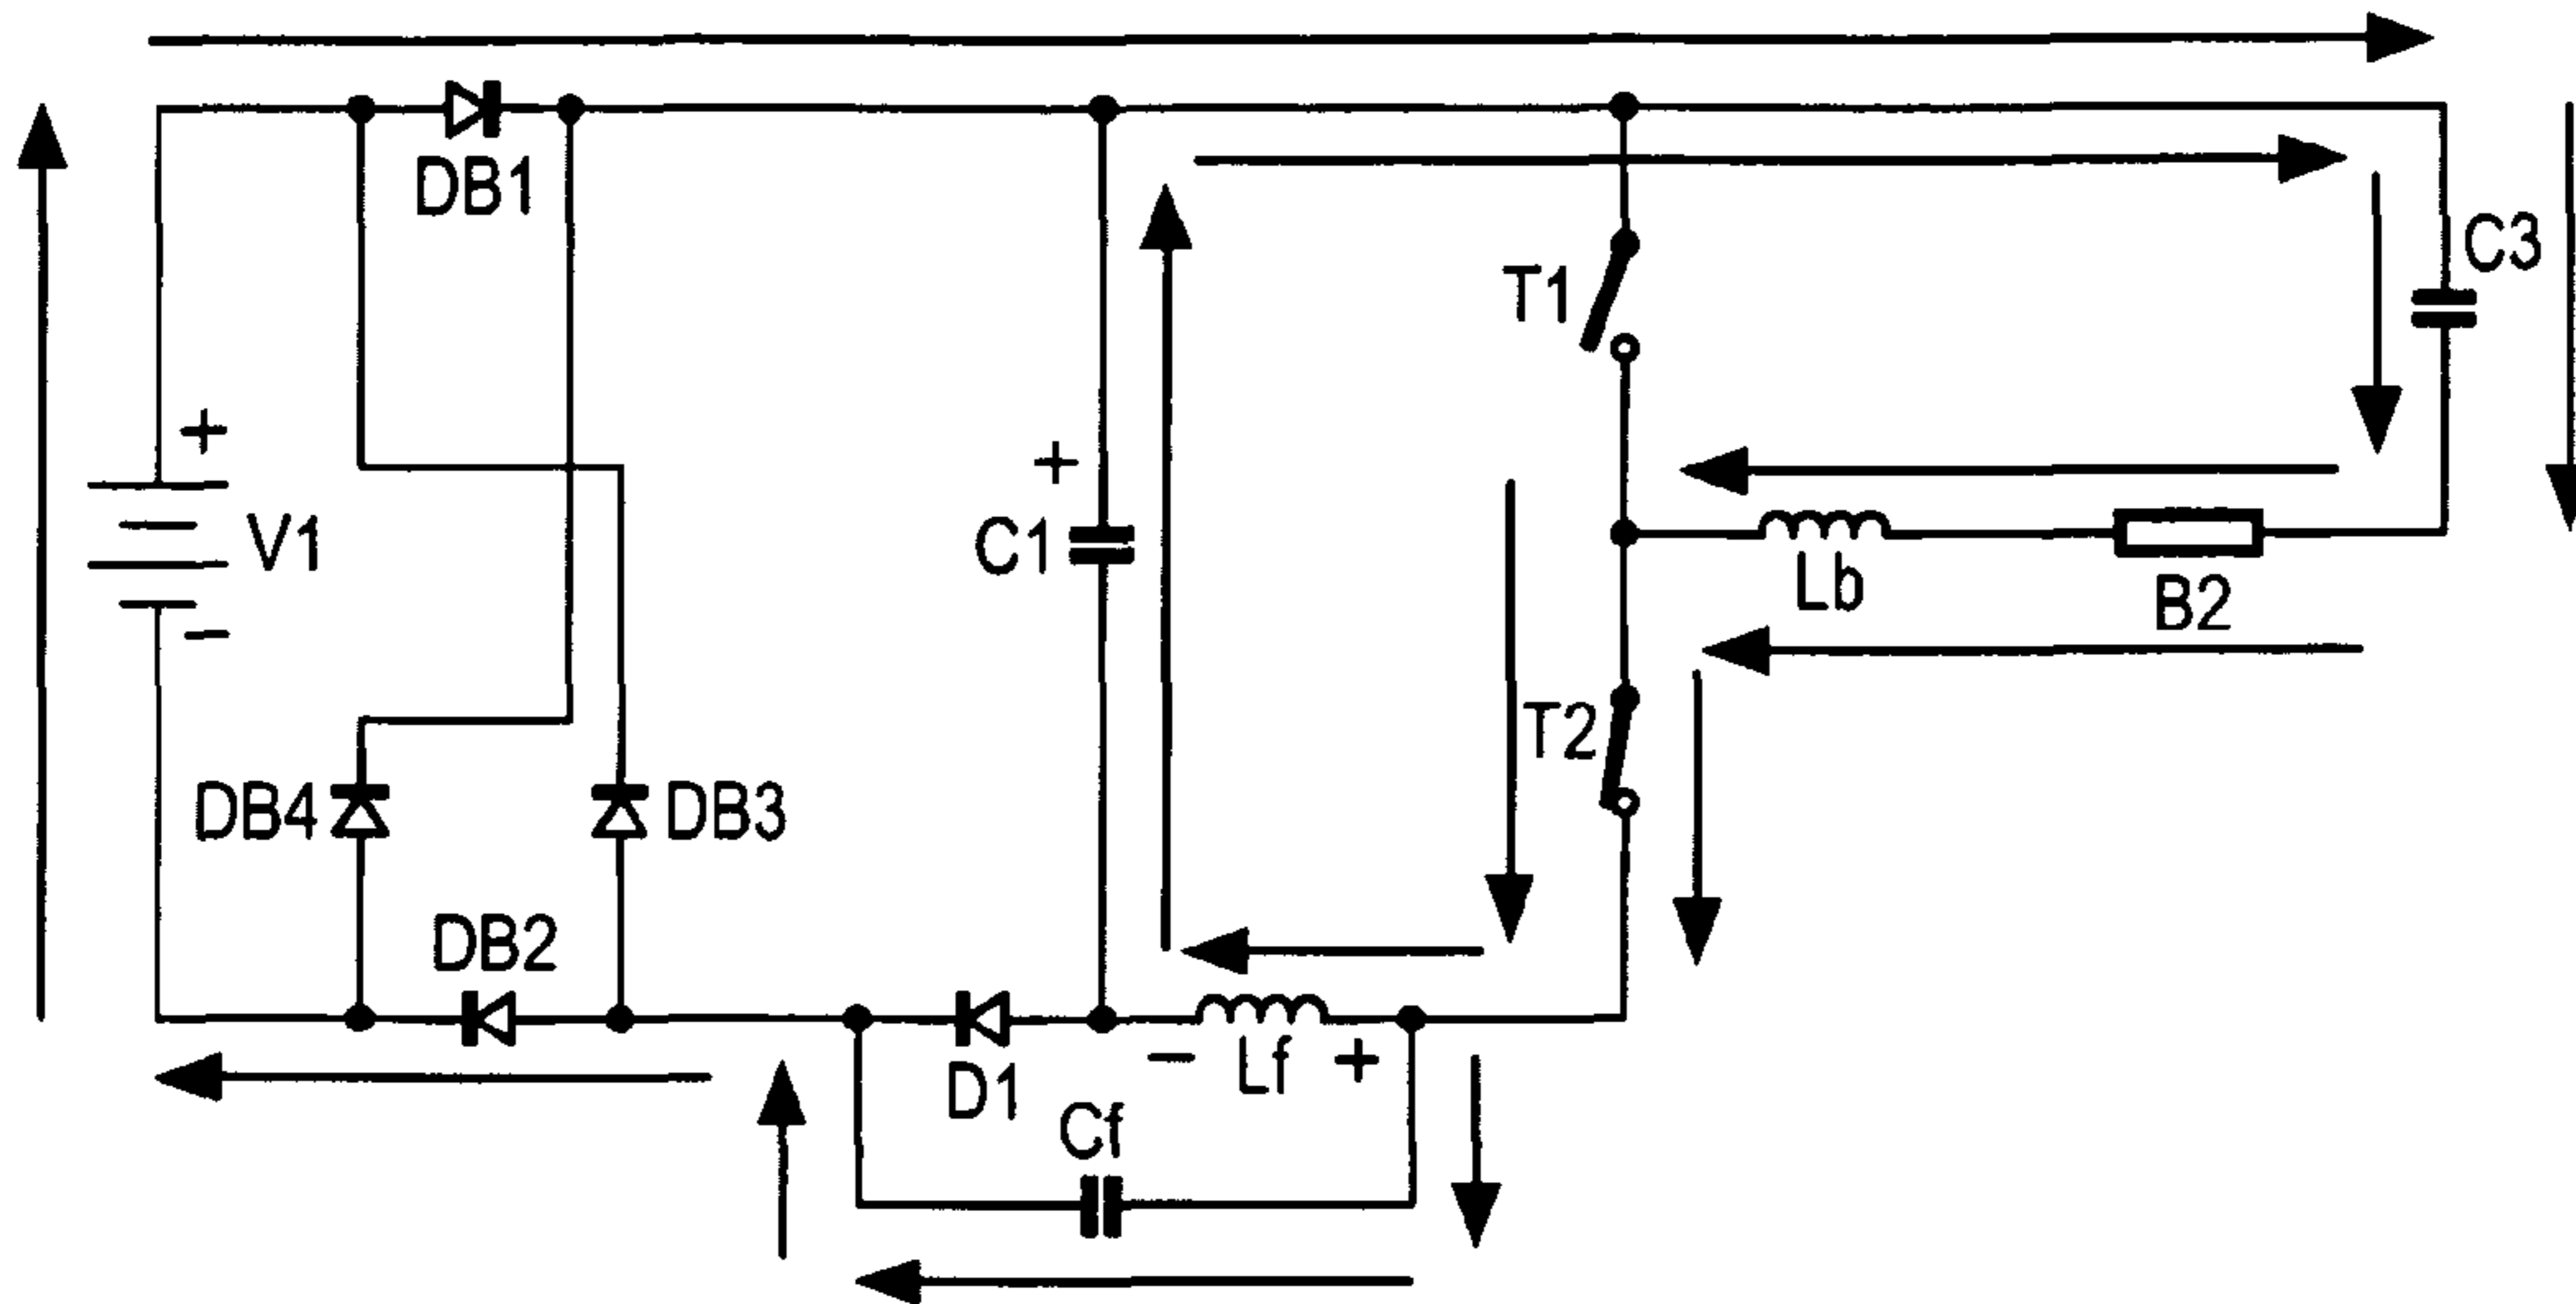 DB1
C3
T1
+
+
V1
C1
Lb
B2
−
T2
DB4
DB3
DB2
− Lf +
D1
Cf